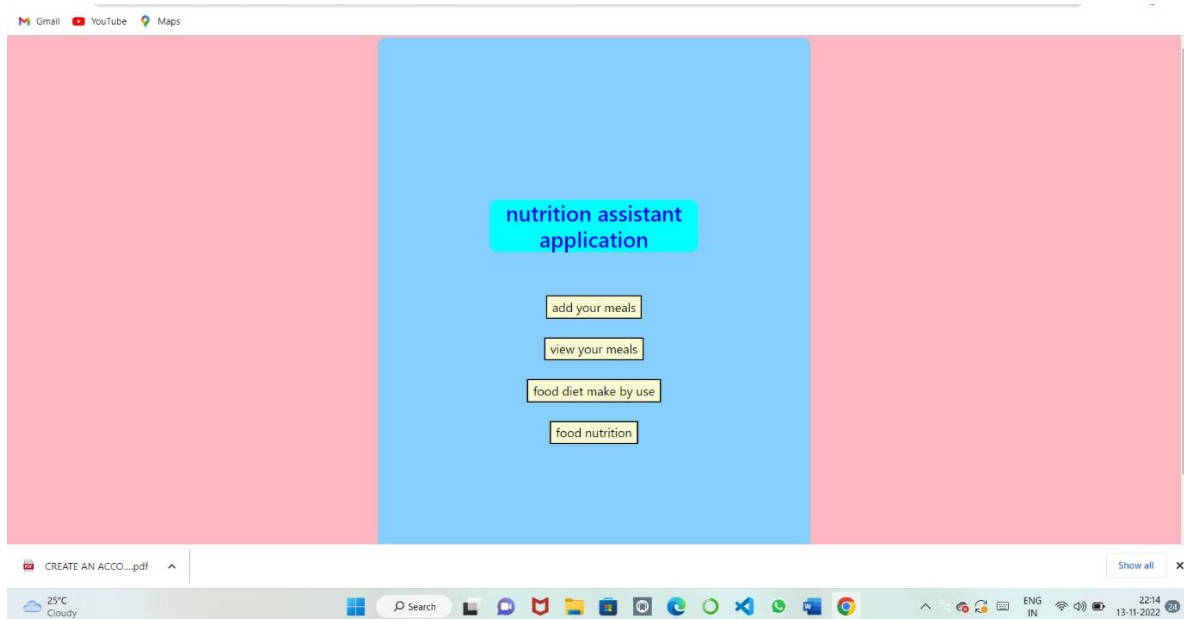 Gmail YouTube Maps
nutrition assistant
application
add your meals
view your meals
food diet make by use
food nutrition
CREATE AN ACCO....pdf
Show all
25°C
Cloudy
Search
ENG
IN
22:14
13-11-2022
24